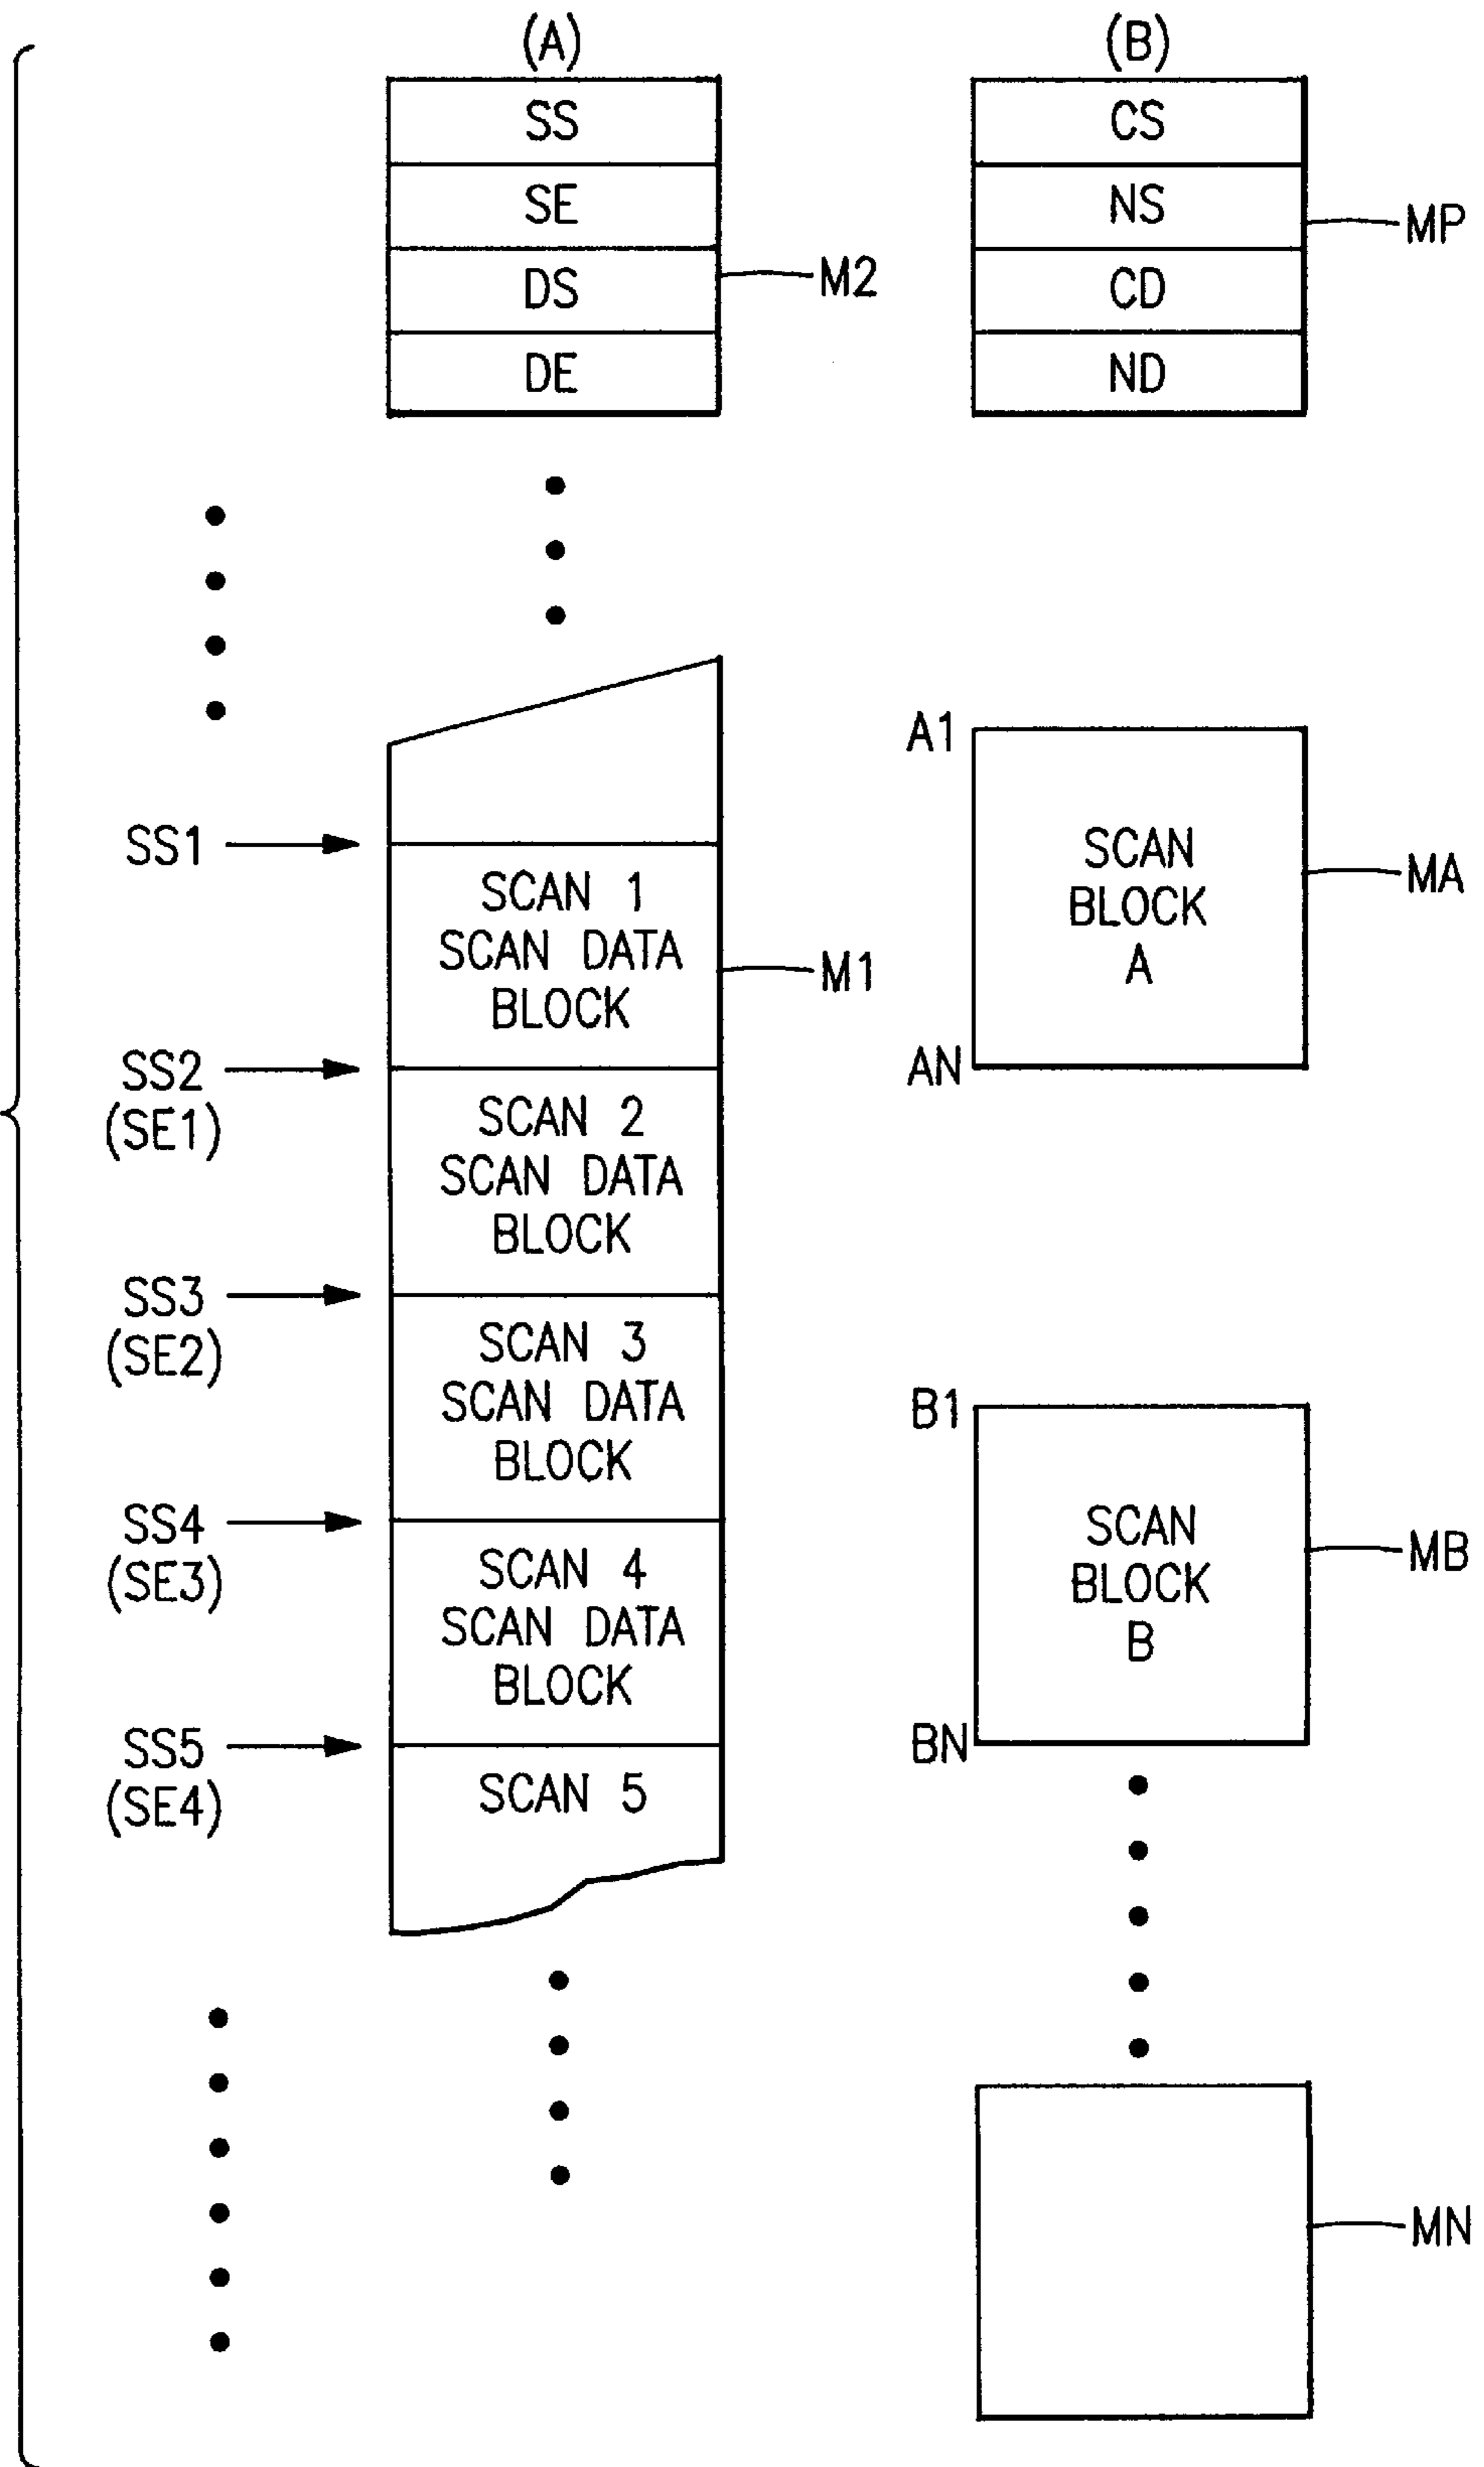 (A)
SS
SE
DS
DE
M2
SS1
SCAN 1
SCAN DATA
BLOCK
M1
SS2
(SE1)
SCAN 2
SCAN DATA
BLOCK
SS3
(SE2)
SCAN 3
SCAN DATA
BLOCK
SS4
(SE3)
SCAN 4
SCAN DATA
BLOCK
SS5
(SE4)
SCAN 5
(B)
CS
NS
CD
ND
MP
A1
SCAN
BLOCK
A
MA
AN
B1
SCAN
BLOCK
B
MB
BN
MN